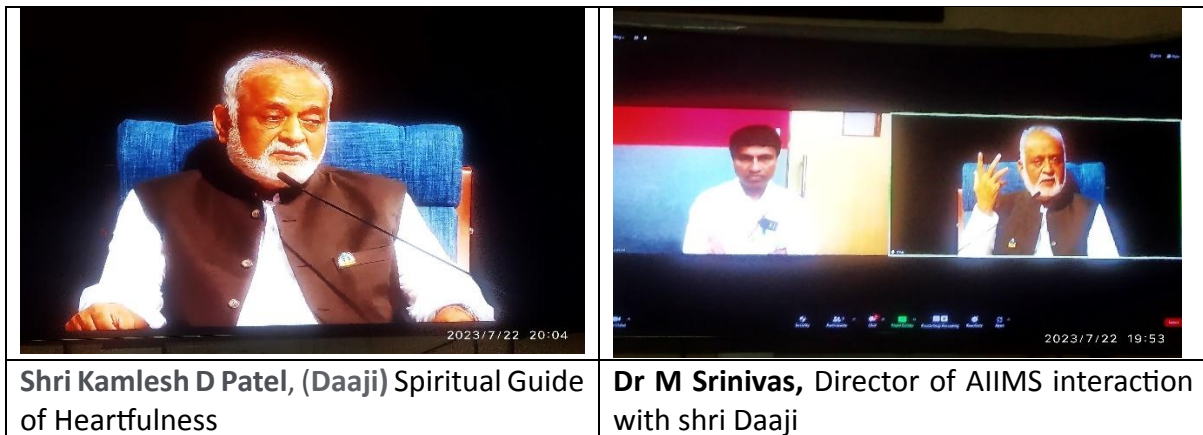 2023/7/22 20:04
2023/7/22 19:53
Shri Kamlesh D Patel, (Daaji) Spiritual Guide
of Heartfulness
Dr M Srinivas, Director of AIIMS interaction
with shri Daaji